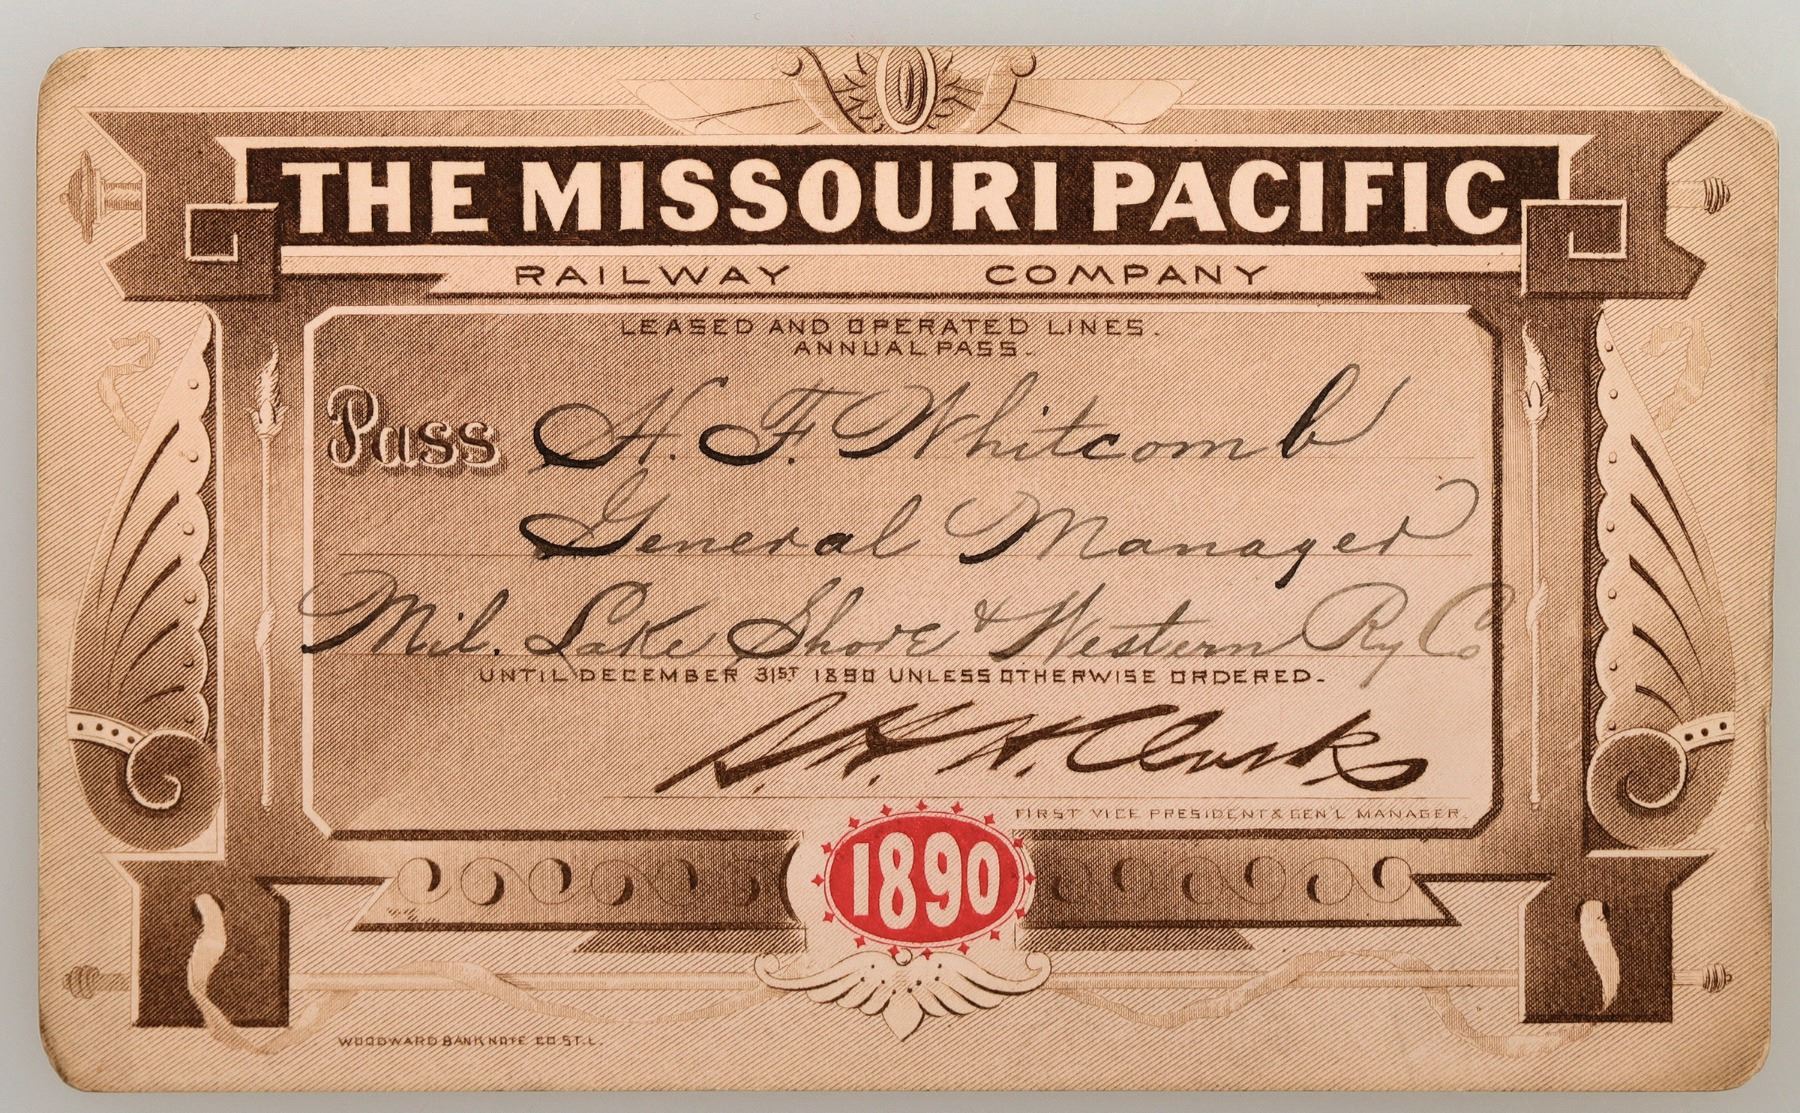 THE MISSOURI PACIFIC
RAILWAY COMPANY
LEASED AND OPERATED LINES.
ANNUAL PASS.
Pass H. F. Whitcomb
General Manager
Mil. Lake Shore & Western Ry Co
UNTIL DECEMBER 31ST 1890 UNLESS OTHERWISE ORDERED.
S. H. H. Clark
FIRST VICE PRESIDENT & GEN'L MANAGER.
1890
WOODWARD BANK NOTE CO ST. L.